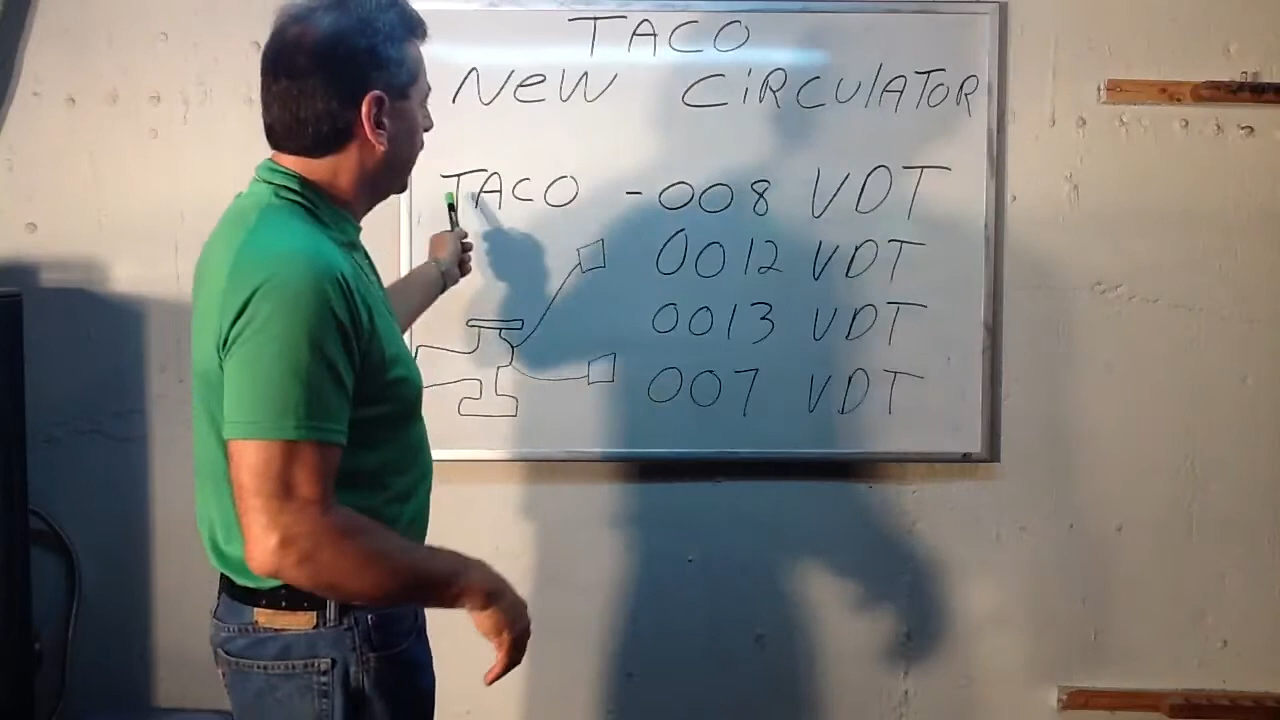 TACO
New CiRCUlATOR
TACO - 008 VDT
0012 VDT
0013 VDT
007 VDT